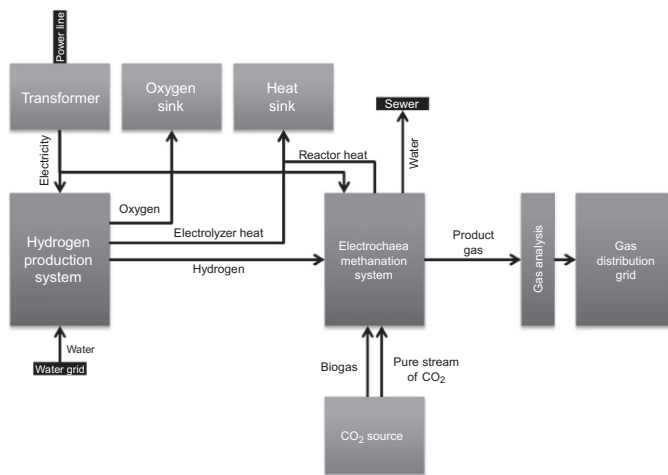 Power line
Transformer
Oxygen
sink
Heat
sink
Sewer
Electricity
Reactor heat
Water
Oxygen
Electrolyzer heat
Hydrogen
Hydrogen
production
system
Electrochaea
methanation
system
Product
gas
Gas analysis
Gas
distribution
grid
Water
Water grid
Biogas
Pure stream
of CO₂
CO₂ source